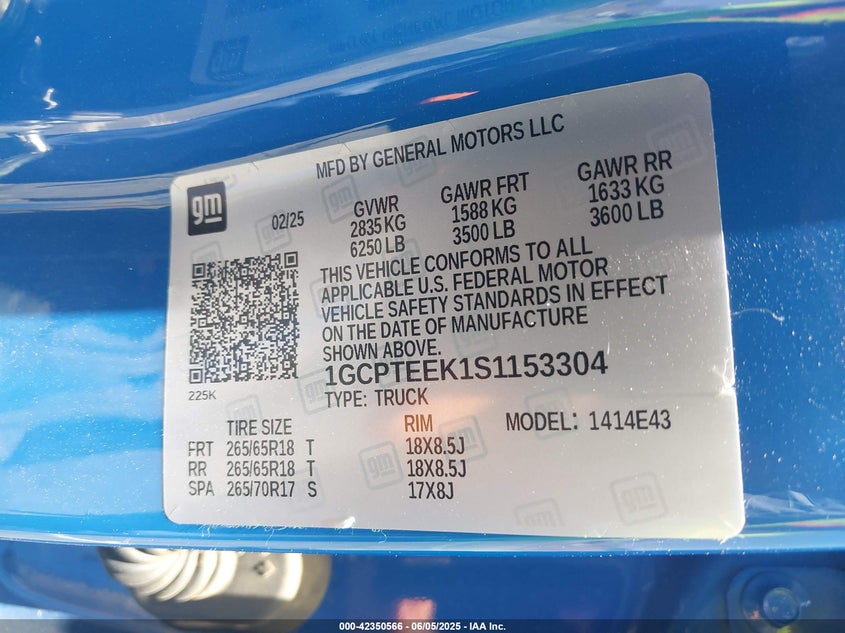 MFD BY GENERAL MOTORS LLC
gm
02/25
GVWR
2835 KG
6250 LB
GAWR FRT
1588 KG
3500 LB
GAWR RR
1633 KG
3600 LB
THIS VEHICLE CONFORMS TO ALL
APPLICABLE U.S. FEDERAL MOTOR
VEHICLE SAFETY STANDARDS IN EFFECT
ON THE DATE OF MANUFACTURE
SHOWN ABOVE.
225K
1GCPTEEK1S1153304
TYPE: TRUCK
TIRE SIZE RIM MODEL: 1414E43
FRT 265/65R18 T 18X8.5J
RR 265/65R18 T 18X8.5J
SPA 265/70R17 S 17X8J
000-42350566 - 06/05/2025 - IAA Inc.